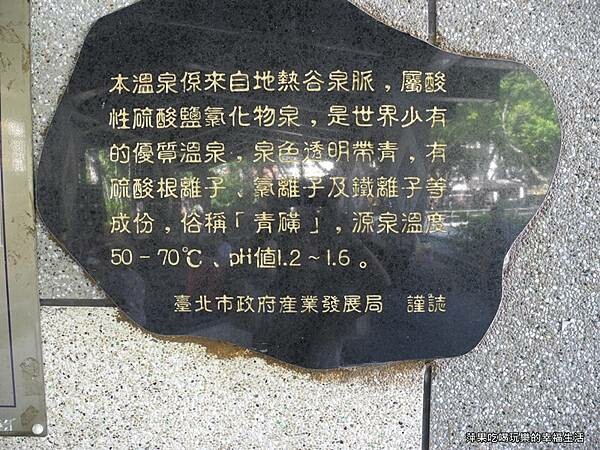 本溫泉係來自地熱谷泉脈，屬酸
性硫酸鹽氯化物泉，是世界少有
的優質溫泉，泉色透明帶青，有
硫酸根離子、氯離子及鐵離子等
成份，俗稱「青磺」，源泉溫度
50－70℃、pH值1.2～1.6。
臺北市政府産業發展局　謹誌
萍果吃喝玩樂的幸福生活